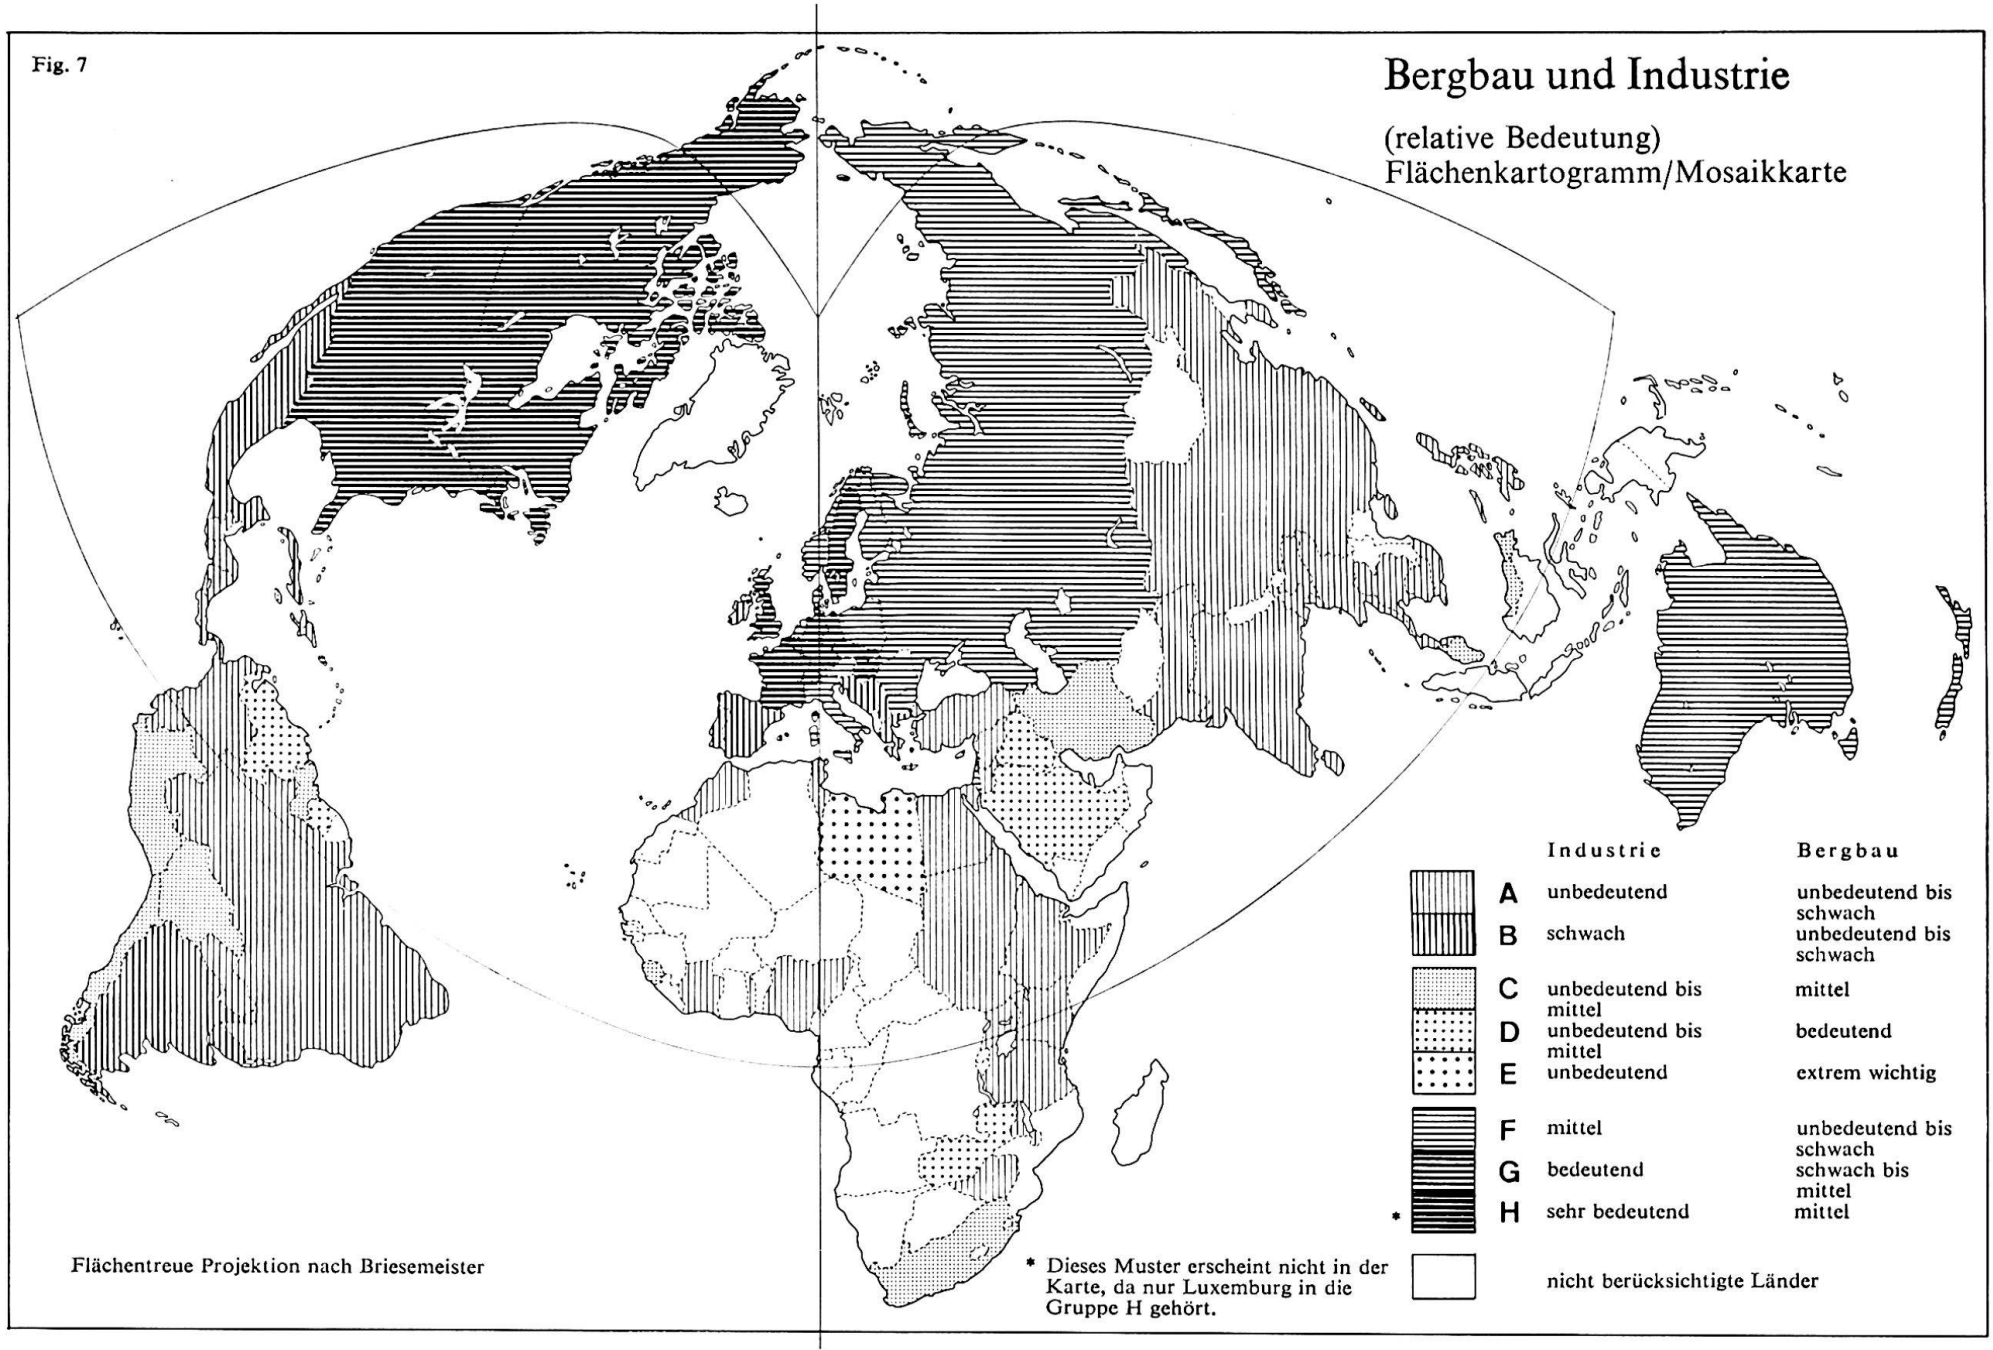 Fig. 7
Bergbau und Industrie
(relative Bedeutung)
Flächenkartogramm/Mosaikkarte
Industrie Bergbau
A unbedeutend unbedeutend bis
schwach
B schwach unbedeutend bis
schwach
C unbedeutend bis mittel
mittel
D unbedeutend bis bedeutend
mittel
E unbedeutend extrem wichtig
F mittel unbedeutend bis
schwach
G bedeutend schwach bis
mittel
* H sehr bedeutend mittel
nicht berücksichtigte Länder
Flächentreue Projektion nach Briesemeister
* Dieses Muster erscheint nicht in der
Karte, da nur Luxemburg in die
Gruppe H gehört.